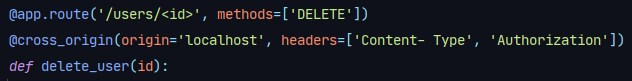 @app.route('/users/<id>', methods=['DELETE'])
@cross_origin(origin='localhost', headers=['Content- Type', 'Authorization'])
def delete_user(id):